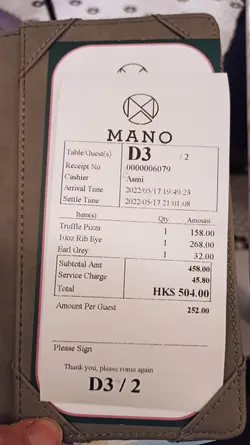 MANO
Table/Guest(s) D3 / 2
Receipt No 0000006079
Cashier Asmi
Arrival Time 2022/05/17 19:49:23
Settle Time 2022/05/17 21:01:08
Item(s) Qty Amount
Truffle Pizza 1 158.00
10oz Rib Eye 1 268.00
Earl Grey 1 32.00
Subtotal Amt 458.00
Service Charge 45.80
Total HK$ 504.00
Amount Per Guest 252.00
Please Sign
Thank you, please come again
D3 / 2